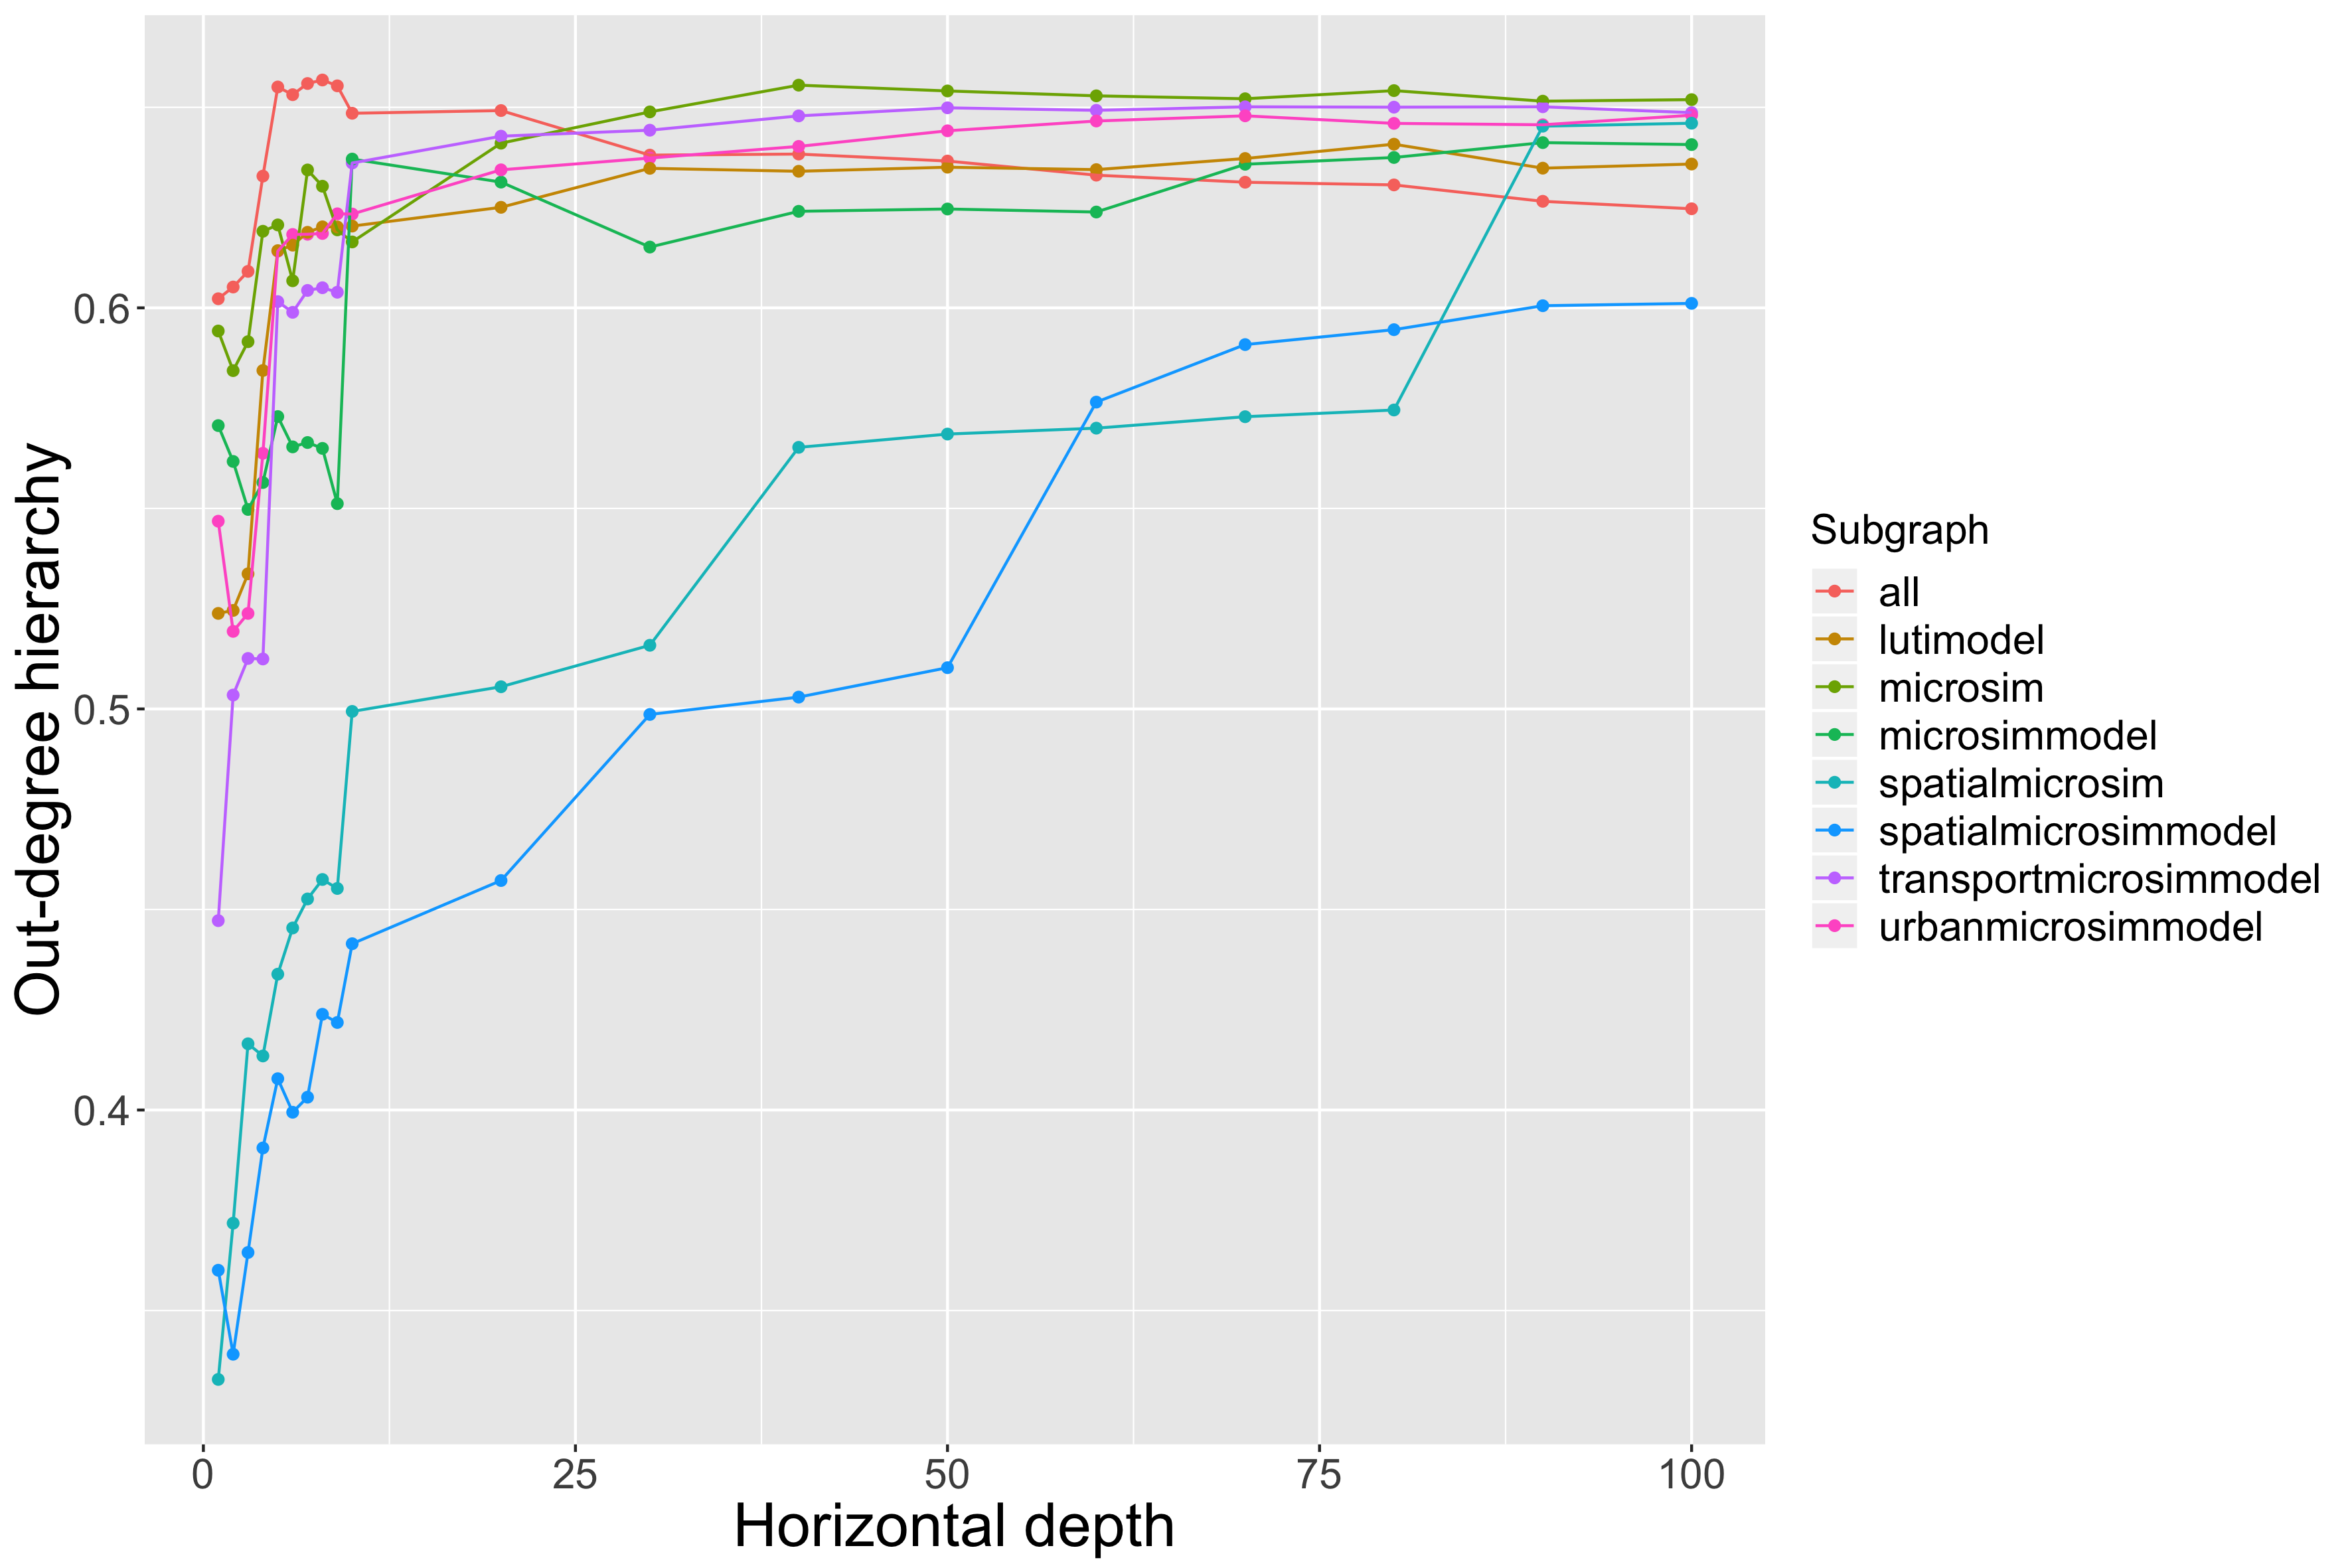 Out-degree hierarchy
0.6
0.5
0.4
0 25 50 75 100
Horizontal depth
Subgraph
all
lutimodel
microsim
microsimmodel
spatialmicrosim
spatialmicrosimmodel
transportmicrosimmodel
urbanmicrosimmodel